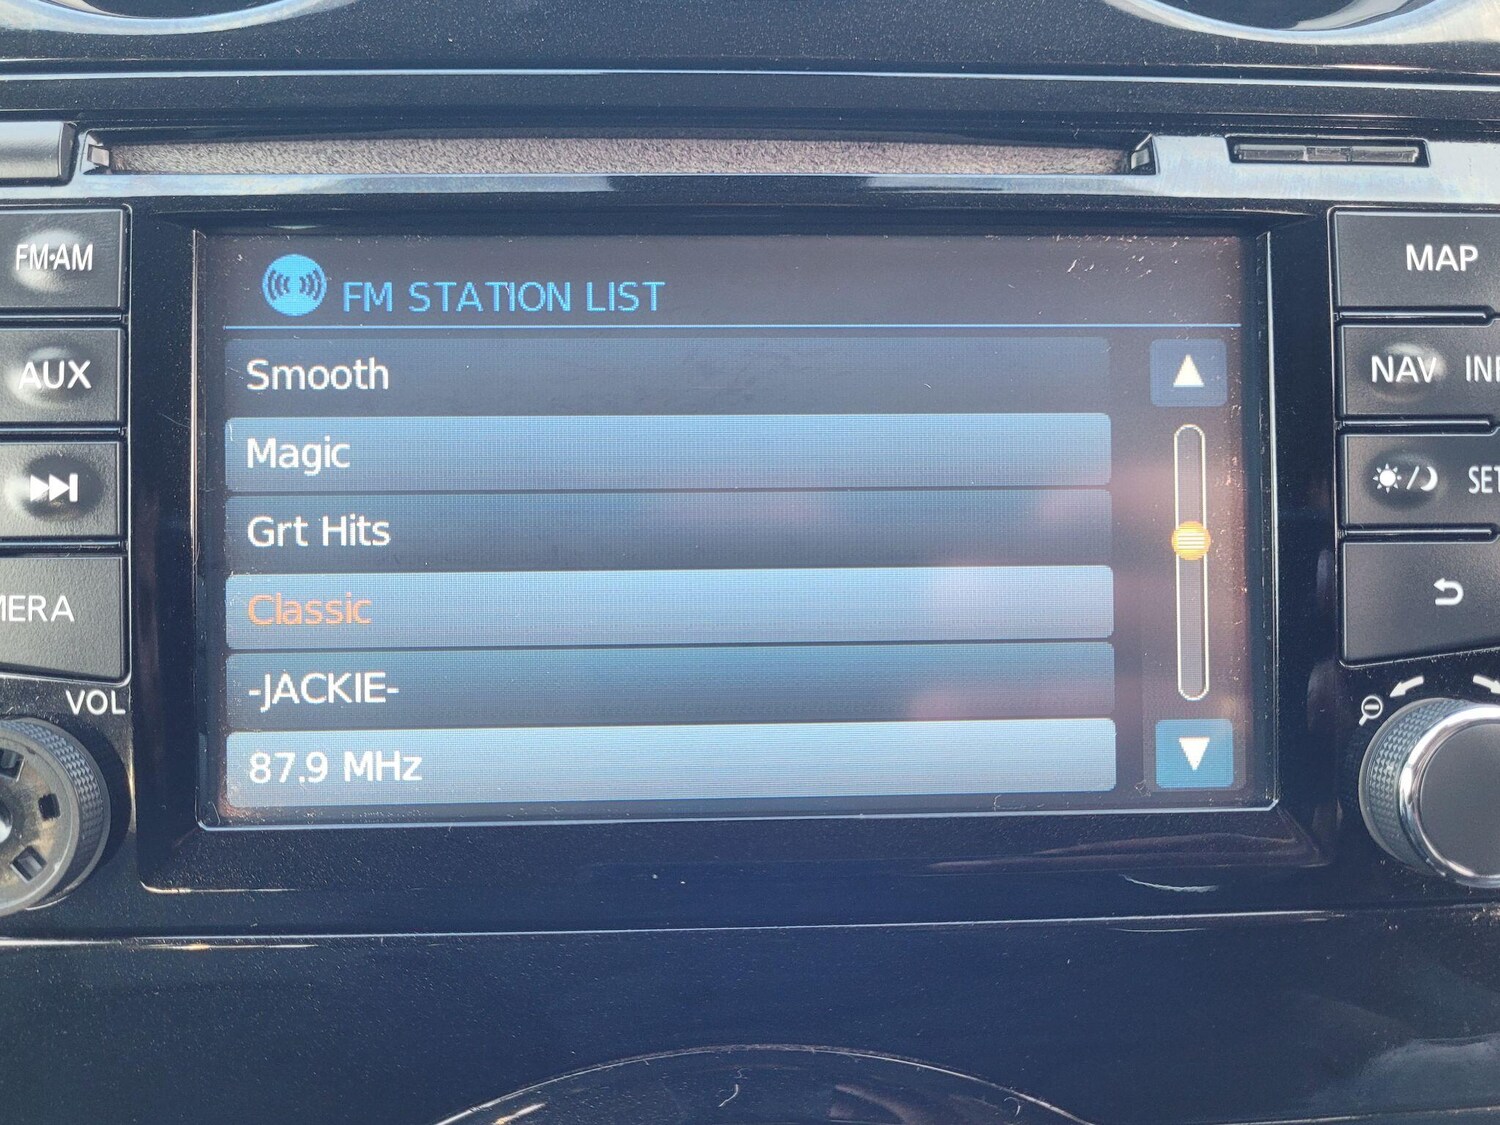 FM·AM
AUX
VOL
FM STATION LIST
Smooth
Magic
Grt Hits
Classic
-JACKIE-
87.9 MHz
MAP
NAV